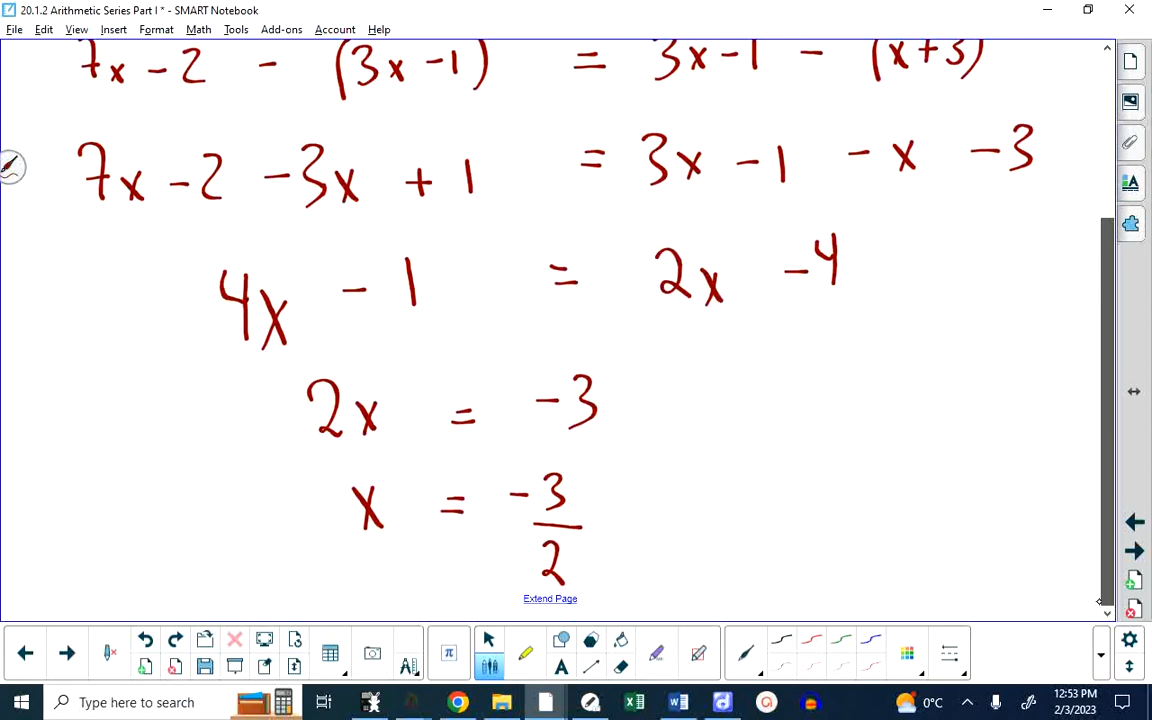 20.1.2 Arithmetic Series Part I * - SMART Notebook
File Edit View Insert Format Math Tools Add-ons Account Help
7x - 2 - (3x - 1) = 3x - 1 - (x + 3)
7x - 2 - 3x + 1 = 3x - 1 - x - 3
4x - 1 = 2x - 4
2x = -3
x = -3
2
Extend Page
π
A
Type here to search
0°C
12:53 PM
2/3/2023